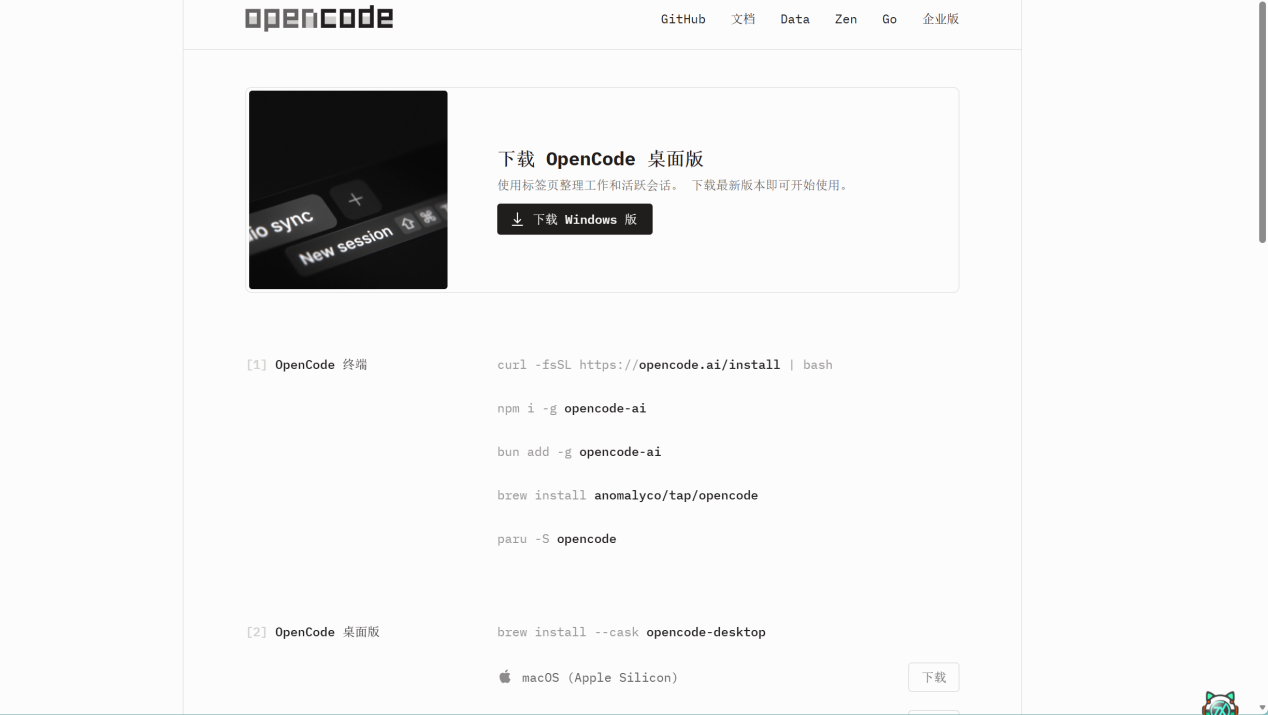 opencode
GitHub 文档 Data Zen Go 企业版
New session
下载 OpenCode 桌面版
使用标签页整理工作和活跃会话。 下载最新版本即可开始使用。
下载 Windows 版
[1] OpenCode 终端
curl -fsSL https://opencode.ai/install | bash
npm i -g opencode-ai
bun add -g opencode-ai
brew install anomalyco/tap/opencode
paru -S opencode
[2] OpenCode 桌面版
brew install --cask opencode-desktop
macOS (Apple Silicon) 下载